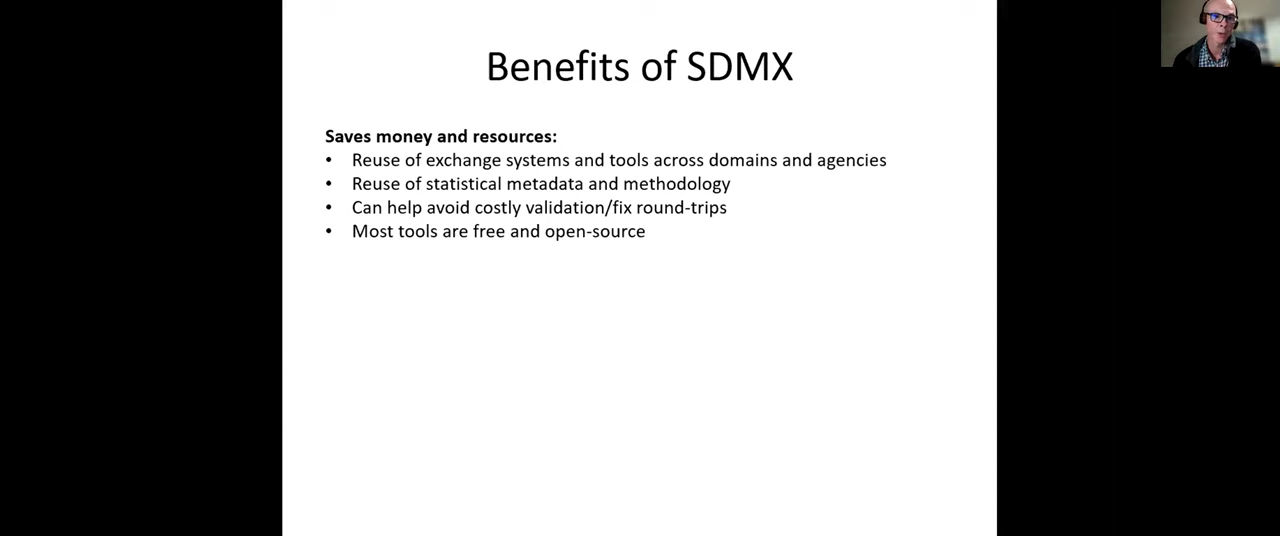 Benefits of SDMX
Saves money and resources:
• Reuse of exchange systems and tools across domains and agencies
• Reuse of statistical metadata and methodology
• Can help avoid costly validation/fix round-trips
• Most tools are free and open-source